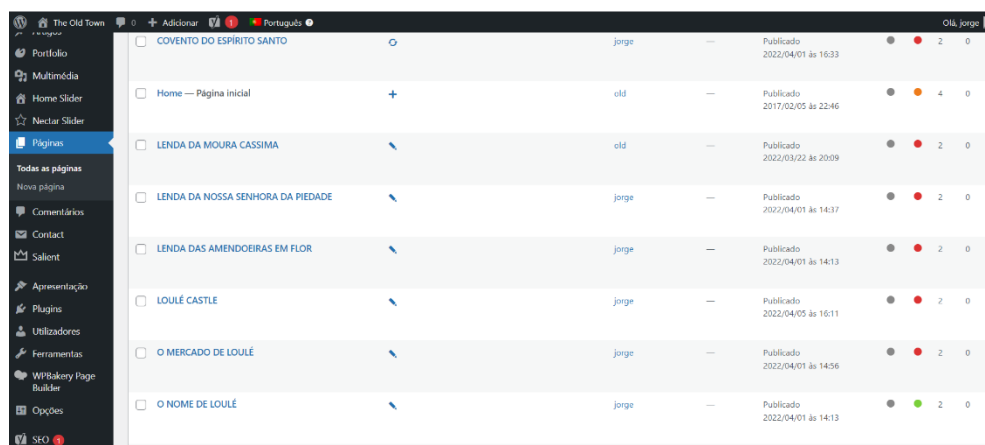 The Old Town 0 + Adicionar 1 Português Olá, jorge
Artigos
Portfolio
Multimédia
Home Slider
Nectar Slider
Páginas
Todas as páginas
Nova página
Comentários
Contact
Salient
Apresentação
Plugins
Utilizadores
Ferramentas
WPBakery Page
Builder
Opções
SEO 1
COVENTO DO ESPÍRITO SANTO jorge — Publicado 2 0
2022/04/01 às 16:33
Home — Página inicial + old — Publicado 4 0
2017/02/05 às 22:46
LENDA DA MOURA CASSIMA old — Publicado 2 0
2022/03/22 às 20:09
LENDA DA NOSSA SENHORA DA PIEDADE jorge — Publicado 2 0
2022/04/01 às 14:37
LENDA DAS AMENDOEIRAS EM FLOR jorge — Publicado 2 0
2022/04/01 às 14:13
LOULÉ CASTLE jorge — Publicado 2 0
2022/04/05 às 16:11
O MERCADO DE LOULÉ jorge — Publicado 2 0
2022/04/01 às 14:56
O NOME DE LOULÉ jorge — Publicado 2 0
2022/04/01 às 14:13